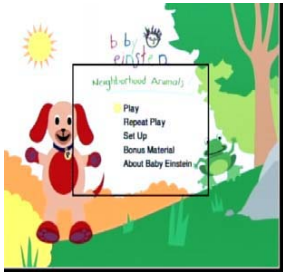 baby
einstein
Neighborhood Animals
Play
Repeat Play
Set Up
Bonus Material
About Baby Einstein